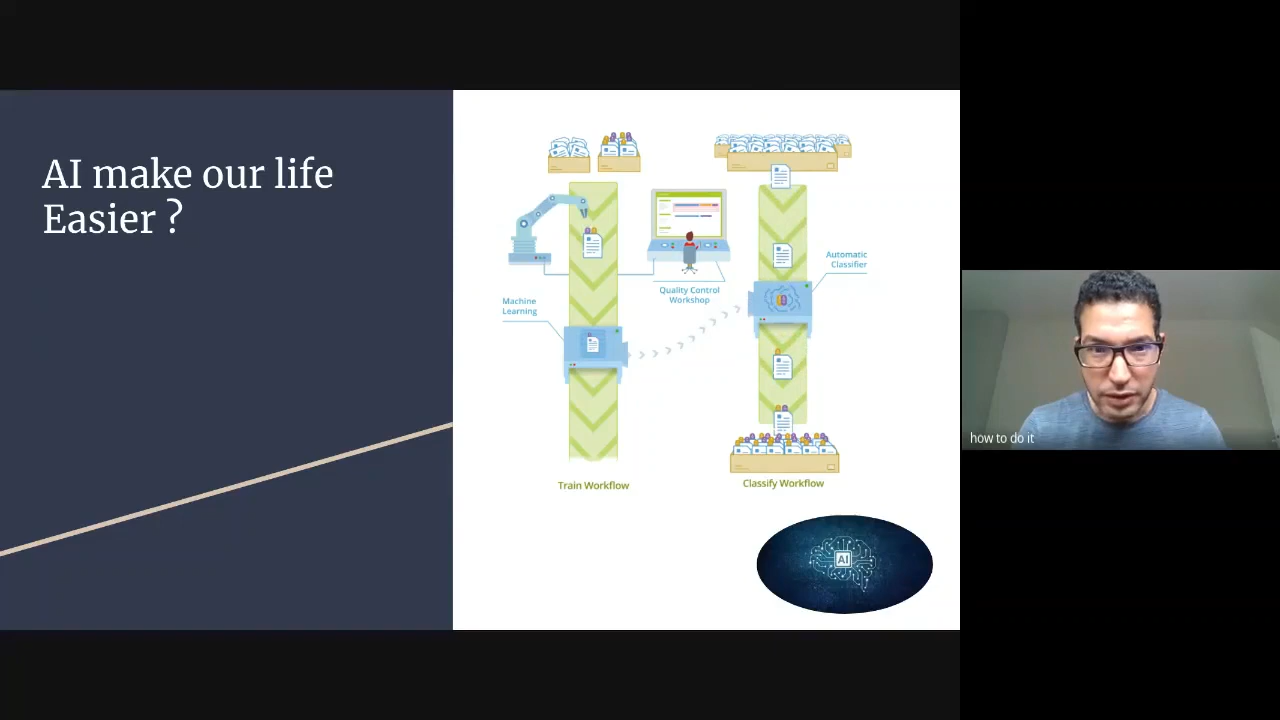 AI make our life
Easier ?
Machine
Learning
Quality Control
Workshop
Automatic
Classifier
Train Workflow
Classify Workflow
AI
how to do it